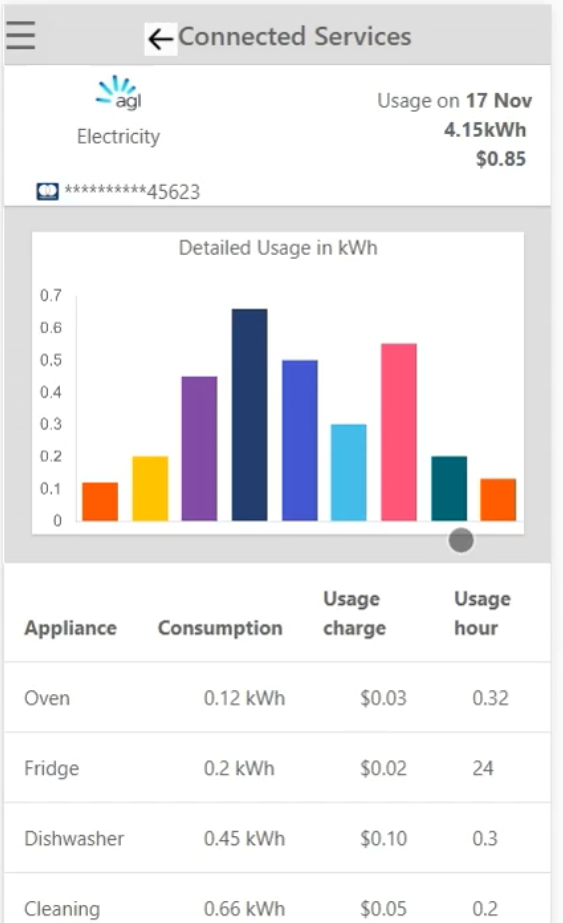 Connected Services
agl
Electricity
**********45623
Usage on 17 Nov
4.15kWh
$0.85
Detailed Usage in kWh
0.7
0.6
0.5
0.4
0.3
0.2
0.1
0
Appliance Consumption Usage charge Usage hour
Oven 0.12 kWh $0.03 0.32
Fridge 0.2 kWh $0.02 24
Dishwasher 0.45 kWh $0.10 0.3
Cleaning 0.66 kWh $0.05 0.2